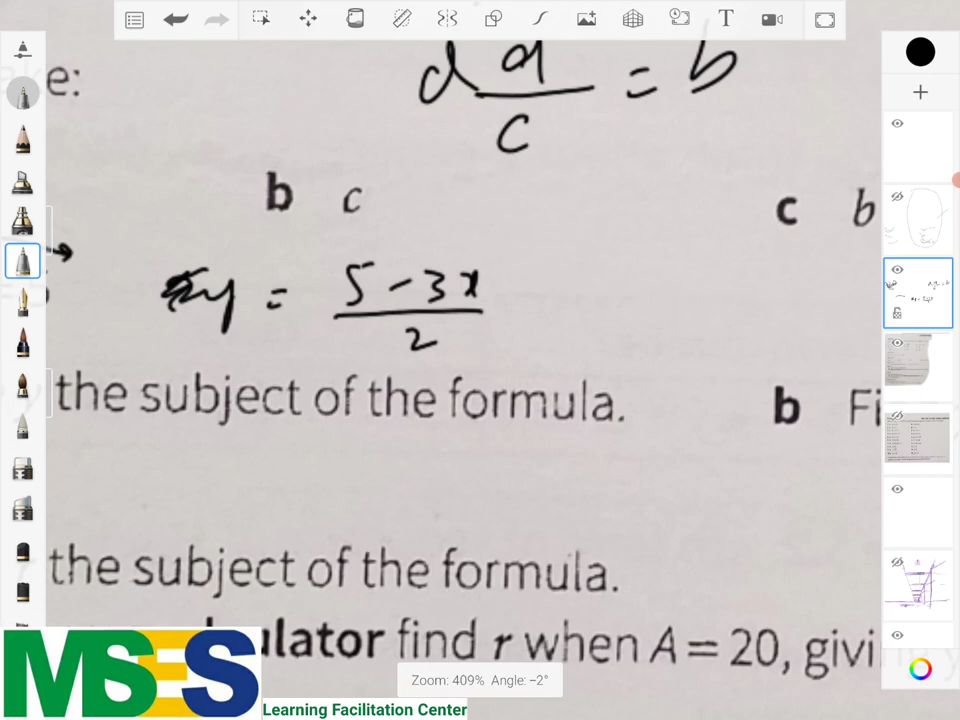 e:
d a / c = b
b c
c b
y = 5 - 3x / 2
the subject of the formula.
b Fi
the subject of the formula.
ulator find r when A = 20, givi
MSES
Learning Facilitation Center
Zoom: 409% Angle: -2°
T